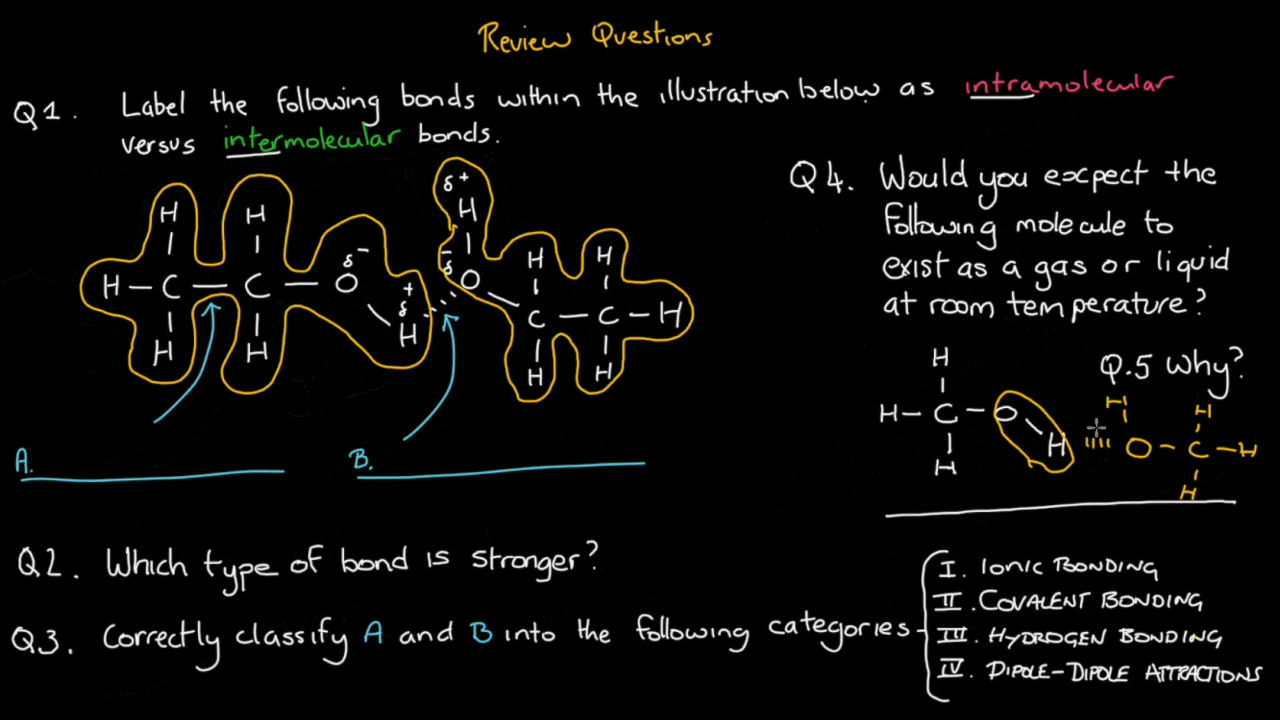 Review Questions
Q1. Label the following bonds within the illustration below as intramolecular
versus intermolecular bonds.
H H δ- O
H – C – C – O
H H δ+ H
δ+
H
δ-
O H H
C – C – H
H H
A.
B.
Q2. Which type of bond is stronger?
Q3. Correctly classify A and B into the following categories
Q4. Would you expect the
following molecule to
exist as a gas or liquid
at room temperature?
Q.5 Why?
H
H – C – O
H
H
H
O – C – H
H
H
I. IONIC BONDING
II. COVALENT BONDING
III. HYDROGEN BONDING
IV. DIPOLE-DIPOLE ATTRACTIONS